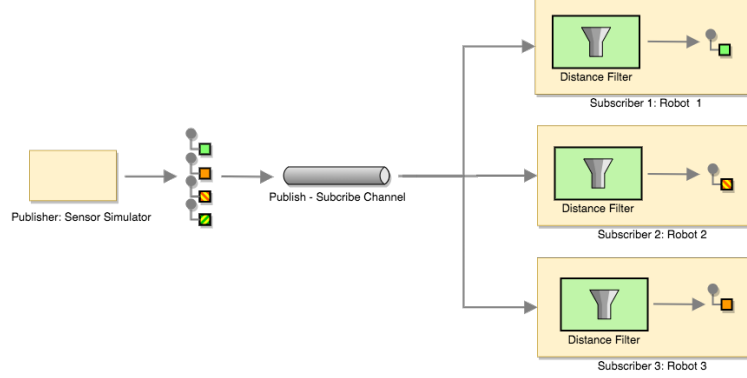 Distance Filter
Subscriber 1: Robot  1
Publisher: Sensor Simulator
Publish - Subcribe Channel
Distance Filter
Subscriber 2: Robot 2
Distance Filter
Subscriber 3: Robot 3